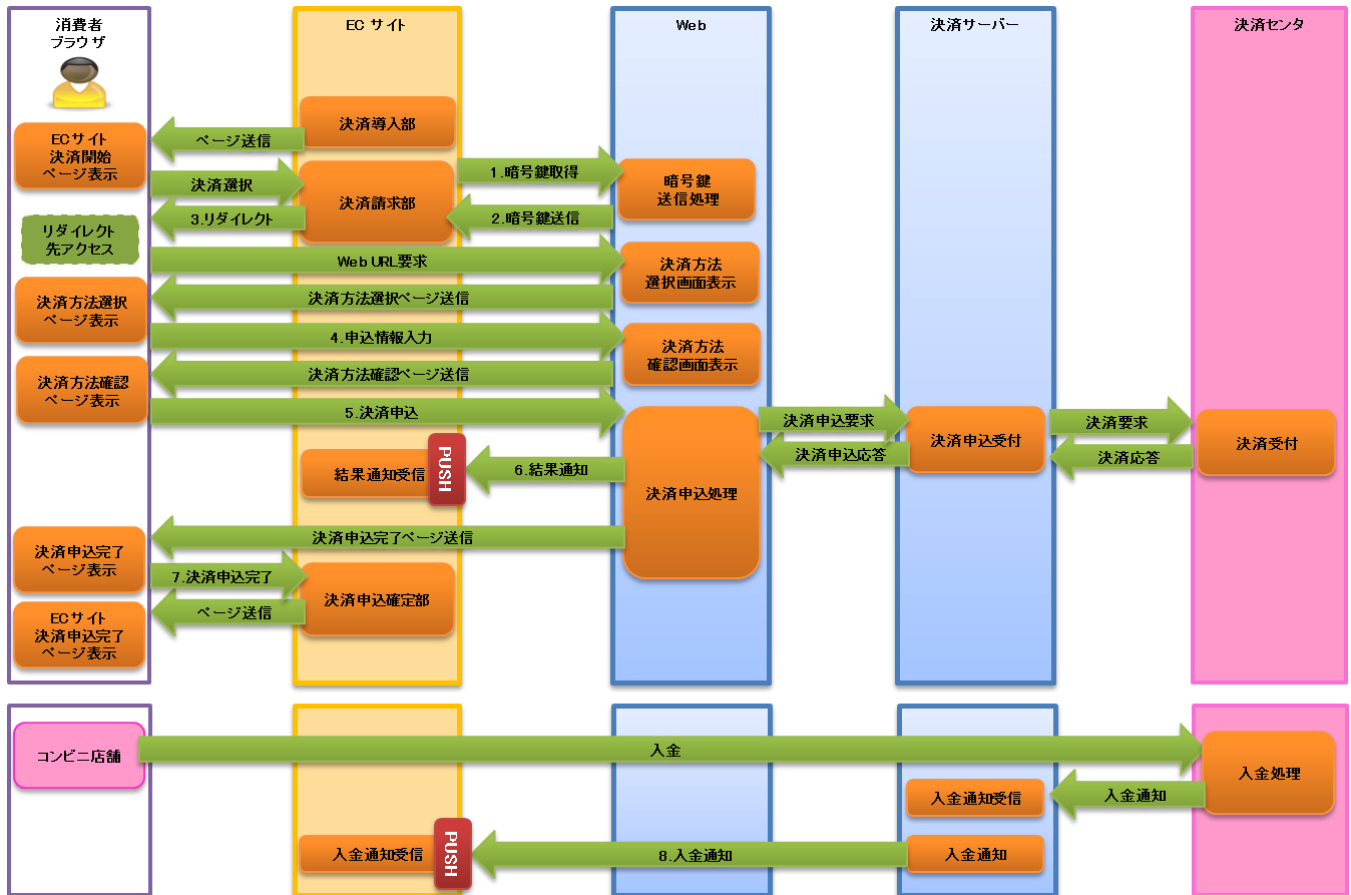 消費者
ブラウザ
ECサイト
Web
決済サーバー
決済センタ
決済導入部
ページ送信
ECサイト
決済開始
ページ表示
決済選択
決済請求部
1.暗号鍵取得
暗号鍵
送信処理
3.リダイレクト
2.暗号鍵送信
リダイレクト
先アクセス
Web URL要求
決済方法
選択画面表示
決済方法選択
ページ表示
決済方法選択ページ送信
4.申込情報入力
決済方法
確認画面表示
決済方法確認
ページ表示
決済方法確認ページ送信
5.決済申込
決済申込要求
決済申込受付
決済要求
決済受付
決済申込応答
決済応答
結果通知受信
PUSH
6.結果通知
決済申込処理
決済申込完了ページ送信
決済申込完了
ページ表示
7.決済申込完了
決済申込確定部
ページ送信
ECサイト
決済申込完了
ページ表示
コンビニ店舗
入金
入金処理
入金通知受信
入金通知
入金通知受信
PUSH
8.入金通知
入金通知